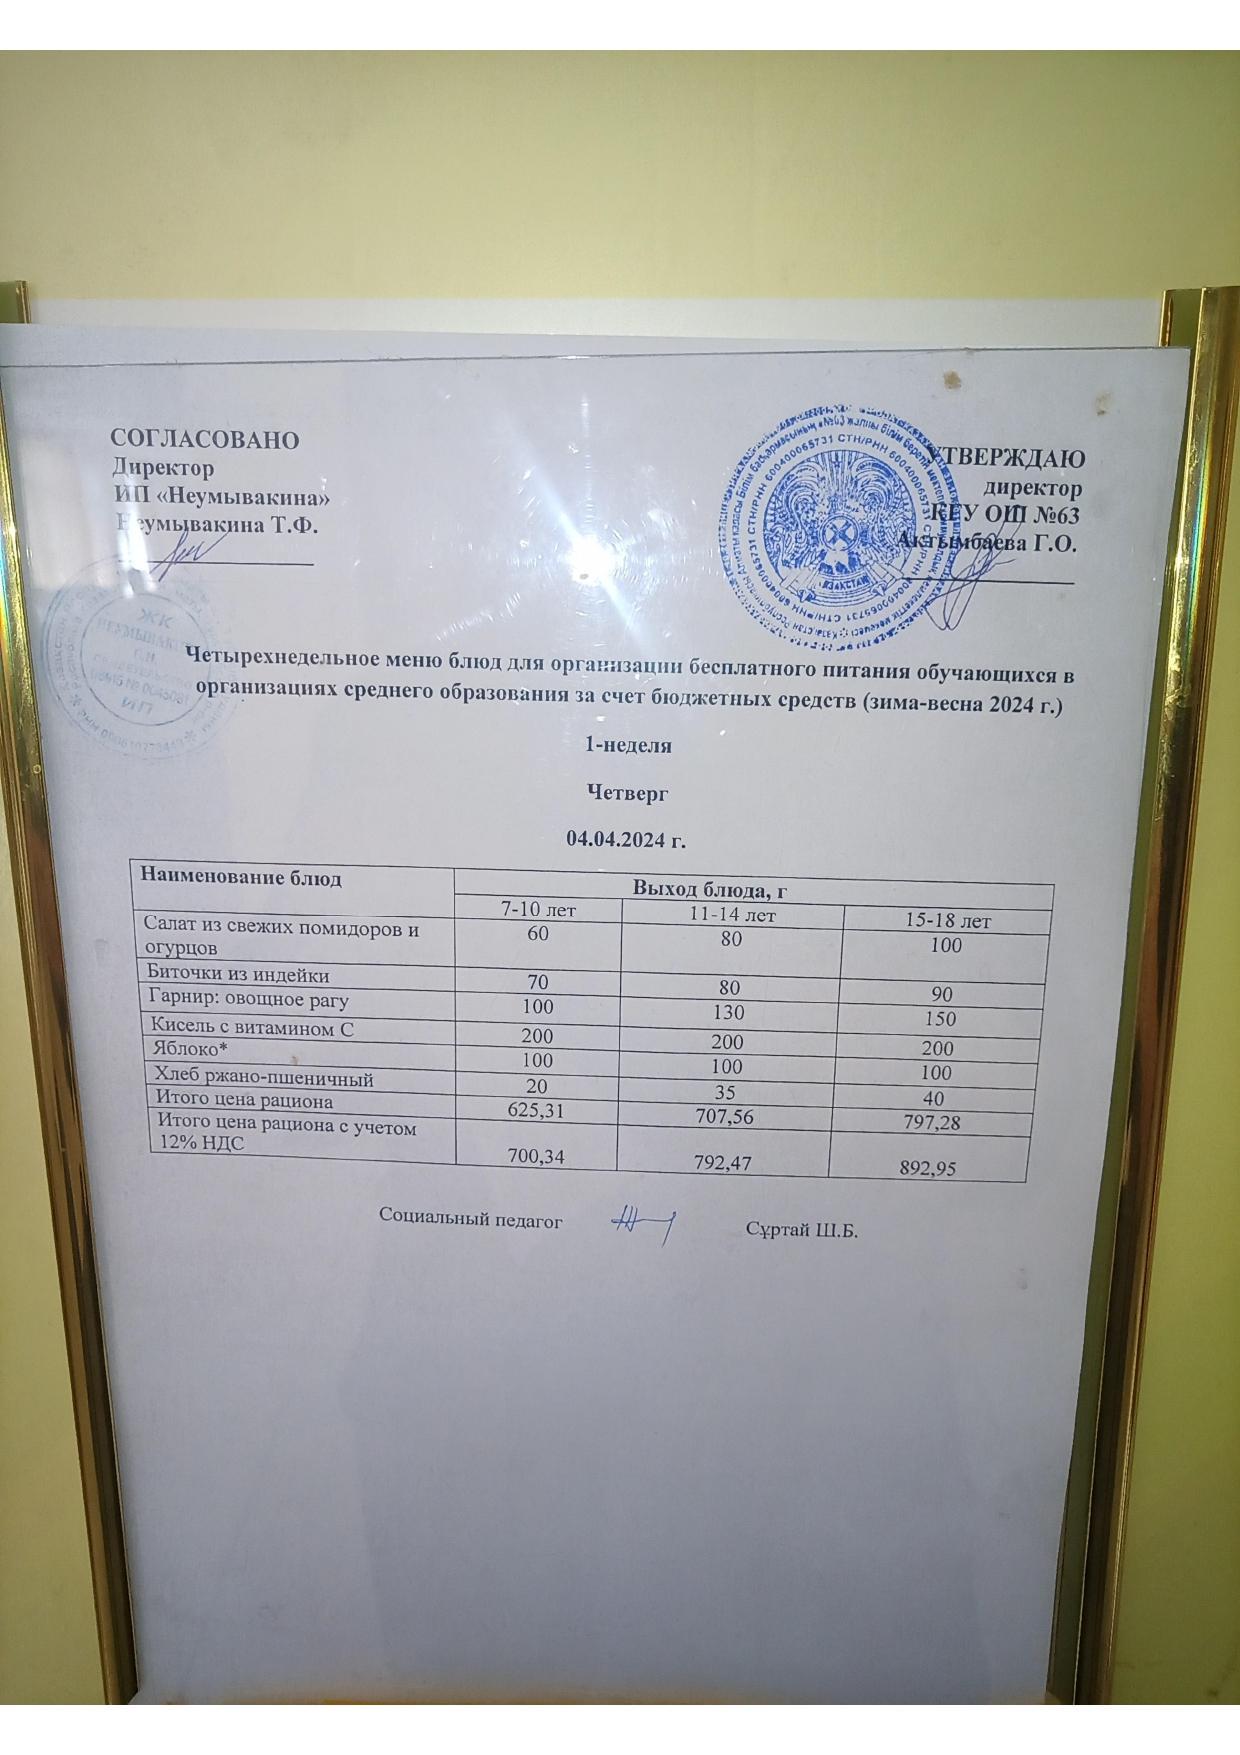 СОГЛАСОВАНО
Директор
ИП «Неумывакина»
Неумывакина Т.Ф.
УТВЕРЖДАЮ
директор
КГУ ОШ №63
Актымбаева Г.О.
ЖК
ИП
ҚАЗАҚСТАН
Четырехнедельное меню блюд для организации бесплатного питания обучающихся в
организациях среднего образования за счет бюджетных средств (зима-весна 2024 г.)
1-неделя
Четверг
04.04.2024 г.
Наименование блюд Выход блюда, г
7-10 лет 11-14 лет 15-18 лет
Салат из свежих помидоров и 60 80 100
огурцов
Биточки из индейки 70 80 90
Гарнир: овощное рагу 100 130 150
Кисель с витамином С 200 200 200
Яблоко* 100 100 100
Хлеб ржано-пшеничный 20 35 40
Итого цена рациона 625,31 707,56 797,28
Итого цена рациона с учетом
12% НДС 700,34 792,47 892,95
Социальный педагог Сұртай Ш.Б.